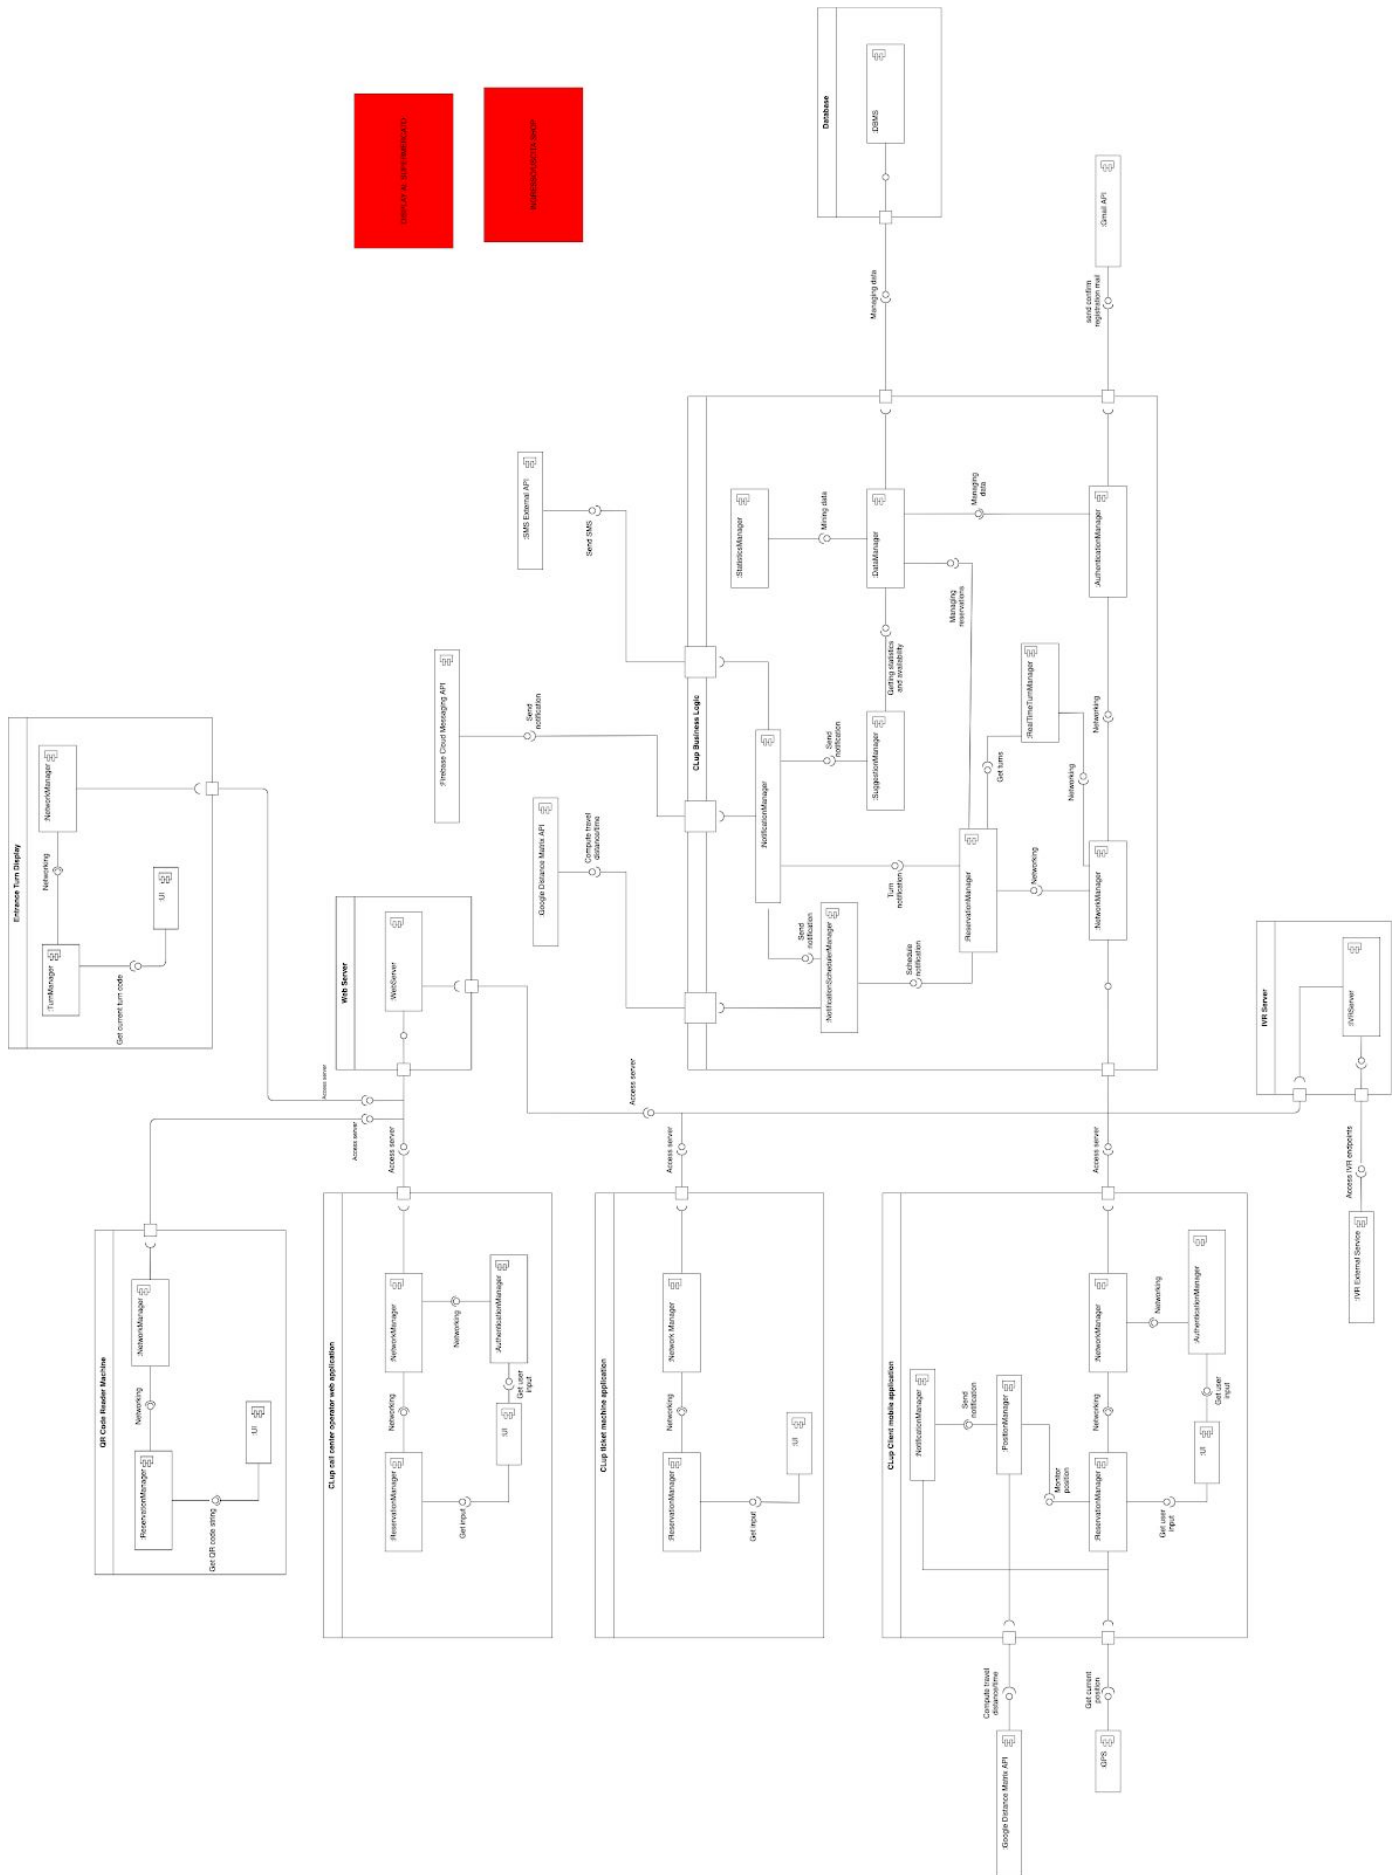 Entrance Turn Display
:NetworkManager
Networking
:TurnManager
:UI
Get current turn code
QR Code Reader Machine
:NetworkManager
Networking
:ReservationManager
:UI
Get QR code string
Access server
Access server
Access server
Web Server
:WebServer
CLup call center operator web application
:NetworkManager
Networking
:AuthenticationManager
Networking
Get user
input
:ReservationManager
:UI
Get input
DISPLAY AL SUPERMERCATO
INGRESSO/USCITA SHOP
:Firebase Cloud Messaging API
Send
notification
:SMS External API
Send SMS
:Google Distance Matrix API
Compute travel
distance/time
Access server
Access server
CLup ticket machine application
:Network Manager
Networking
:ReservationManager
:UI
Get input
CLup Business Logic
:StatisticsManager
Mining data
:DataManager
Managing
data
:AuthenticationManager
Managing
reservations
Getting statistics
and availability
:SuggestionManager
Send
notification
:NotificationManager
:RealTimeTurnManager
Get turns
Networking
Networking
Turn
notification
:ReservationManager
Networking
:NetworkManager
Send
notification
:NotificationSchedulerManager
Schedule
notification
Database
:DBMS
Managing data
:Gmail API
send confirm
registration mail
Access server
CLup Client mobile application
:NetworkManager
Networking
:AuthenticationManager
:NotificationManager
Send
notification
:PositionManager
Networking
Get user
input
:UI
Monitor
position
:ReservationManager
Get user
input
Compute travel
distance/time
:Google Distance Matrix API
Get current
position
:GPS
IVR Server
:IVRServer
Access IVR endpoints
:IVR External Service